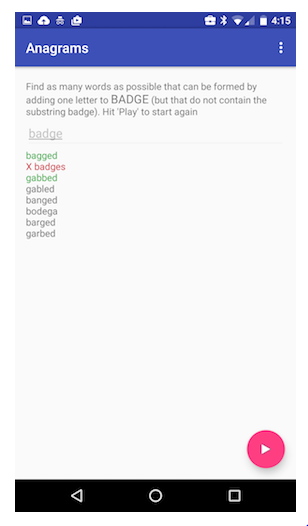 4:15
Anagrams
Find as many words as possible that can be formed by
adding one letter to BADGE (but that do not contain the
substring badge). Hit 'Play' to start again
badge
bagged
X badges
gabbed
gabled
banged
bodega
barged
garbed